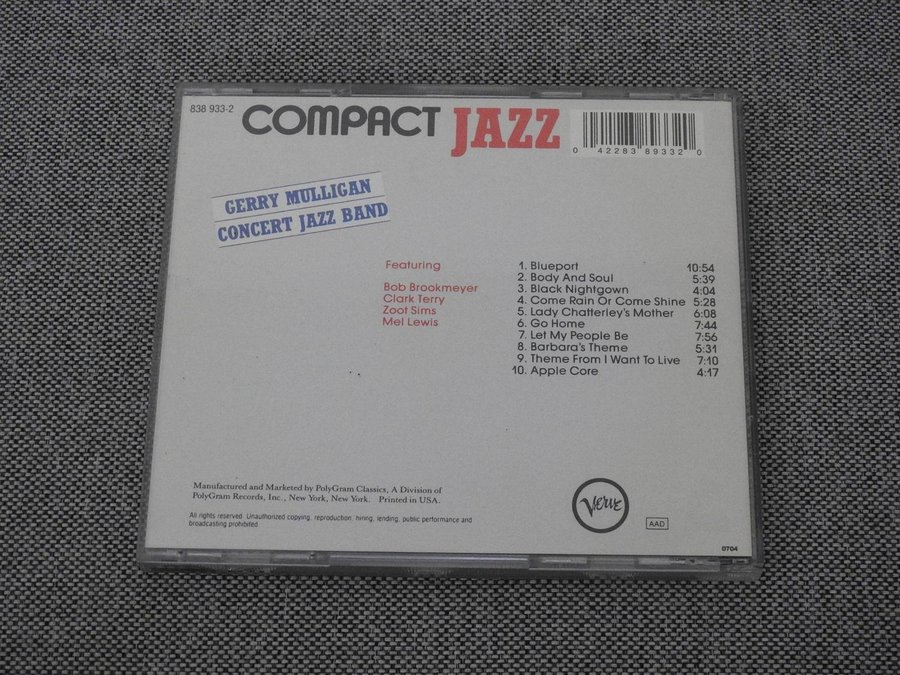 838 933-2
COMPACT JAZZ
0 42283 89332 0
GERRY MULLIGAN
CONCERT JAZZ BAND
Featuring
Bob Brookmeyer
Clark Terry
Zoot Sims
Mel Lewis
1. Blueport 10:54
2. Body And Soul 5:39
3. Black Nightgown 4:04
4. Come Rain Or Come Shine 5:28
5. Lady Chatterley's Mother 6:08
6. Go Home 7:44
7. Let My People Be 7:56
8. Barbara's Theme 5:31
9. Theme From I Want To Live 7:10
10. Apple Core 4:17
Manufactured and Marketed by PolyGram Classics, A Division of
PolyGram Records, Inc., New York, New York. Printed in USA.
All rights reserved. Unauthorized copying, reproduction, hiring, lending, public performance and
broadcasting prohibited
Verve
AAD
0704